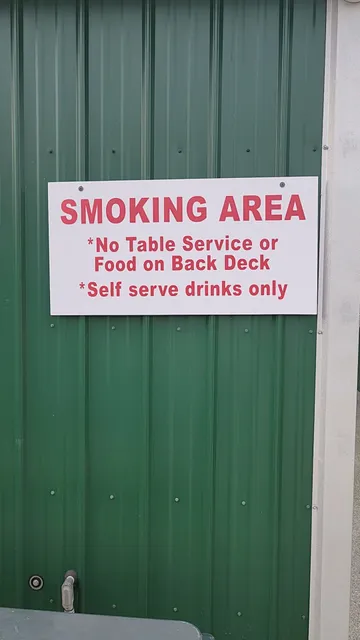 SMOKING AREA
*No Table Service or
Food on Back Deck
*Self serve drinks only